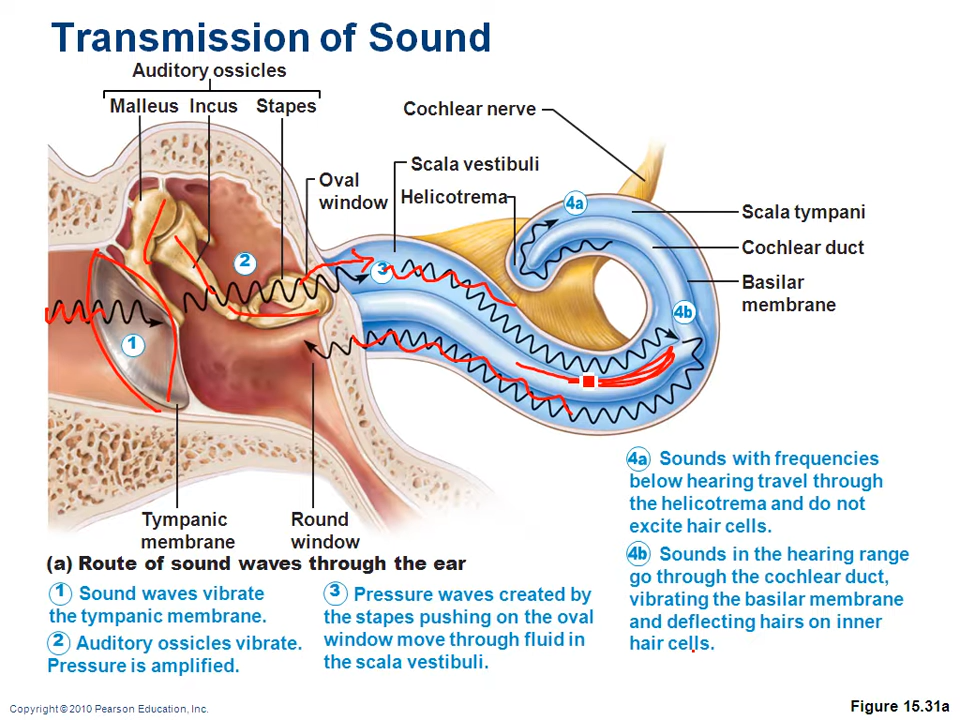 Transmission of Sound
Auditory ossicles
Malleus Incus Stapes
Cochlear nerve
Scala vestibuli
Oval
window
Helicotrema
4a
Scala tympani
Cochlear duct
Basilar
membrane
2
3
4b
1
Tympanic
membrane
Round
window
(a) Route of sound waves through the ear
1 Sound waves vibrate
the tympanic membrane.
2 Auditory ossicles vibrate.
Pressure is amplified.
3 Pressure waves created by
the stapes pushing on the oval
window move through fluid in
the scala vestibuli.
4a Sounds with frequencies
below hearing travel through
the helicotrema and do not
excite hair cells.
4b Sounds in the hearing range
go through the cochlear duct,
vibrating the basilar membrane
and deflecting hairs on inner
hair cells.
Copyright © 2010 Pearson Education, Inc.
Figure 15.31a